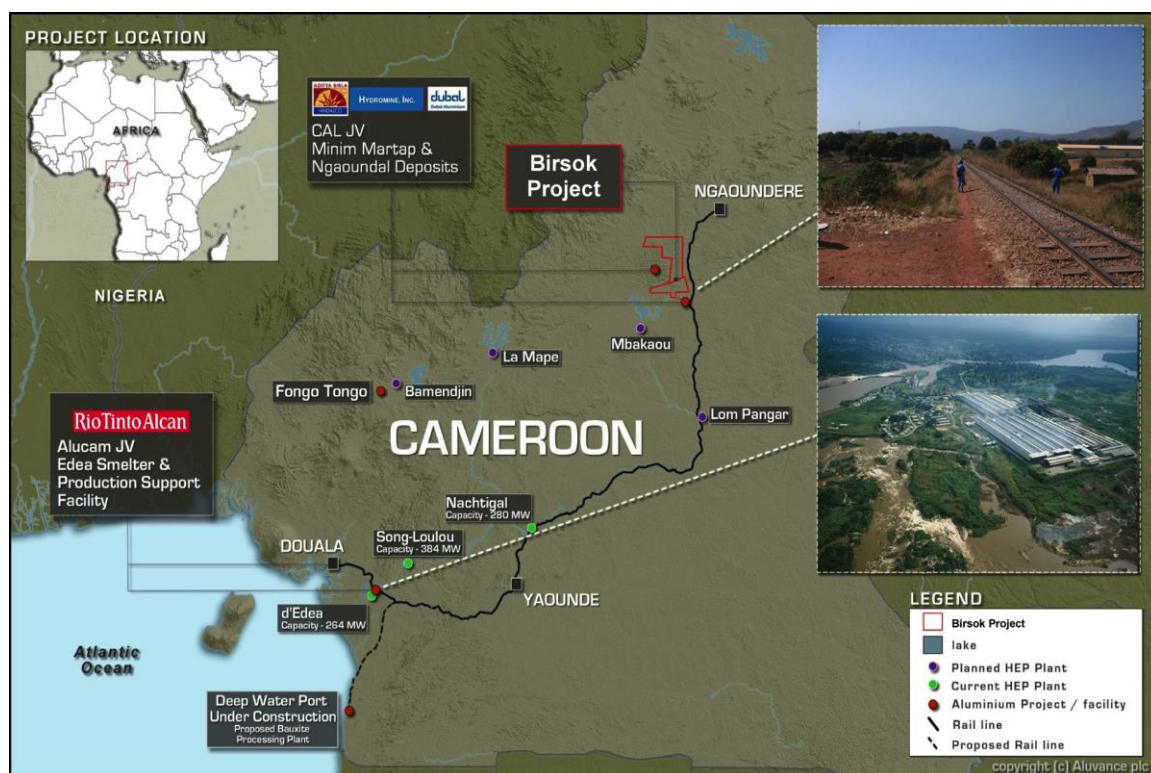 PROJECT LOCATION
AFRICA
ADITYA BIRLA
HINDALCO
HYDROMINE, INC.
dubal
Dubai Aluminium
CAL JV
Minim Martap &
Ngaoundal Deposits
Birsok
Project
NGAOUNDERE
NIGERIA
Mbakaou
La Mape
Fongo Tongo
Bamendjin
Lom Pangar
CAMEROON
RioTintoAlcan
Alucam JV
Edea Smelter &
Production Support
Facility
Nachtigal
Capacity - 280 MW
Song-Loulou
Capacity - 384 MW
DOUALA
YAOUNDE
d'Edea
Capacity - 264 MW
Atlantic
Ocean
Deep Water Port
Under Construction
Proposed Bauxite
Processing Plant
LEGEND
Birsok Project
lake
Planned HEP Plant
Current HEP Plant
Aluminium Project / facility
Rail line
Proposed Rail line
copyright (c) Aluvance plc